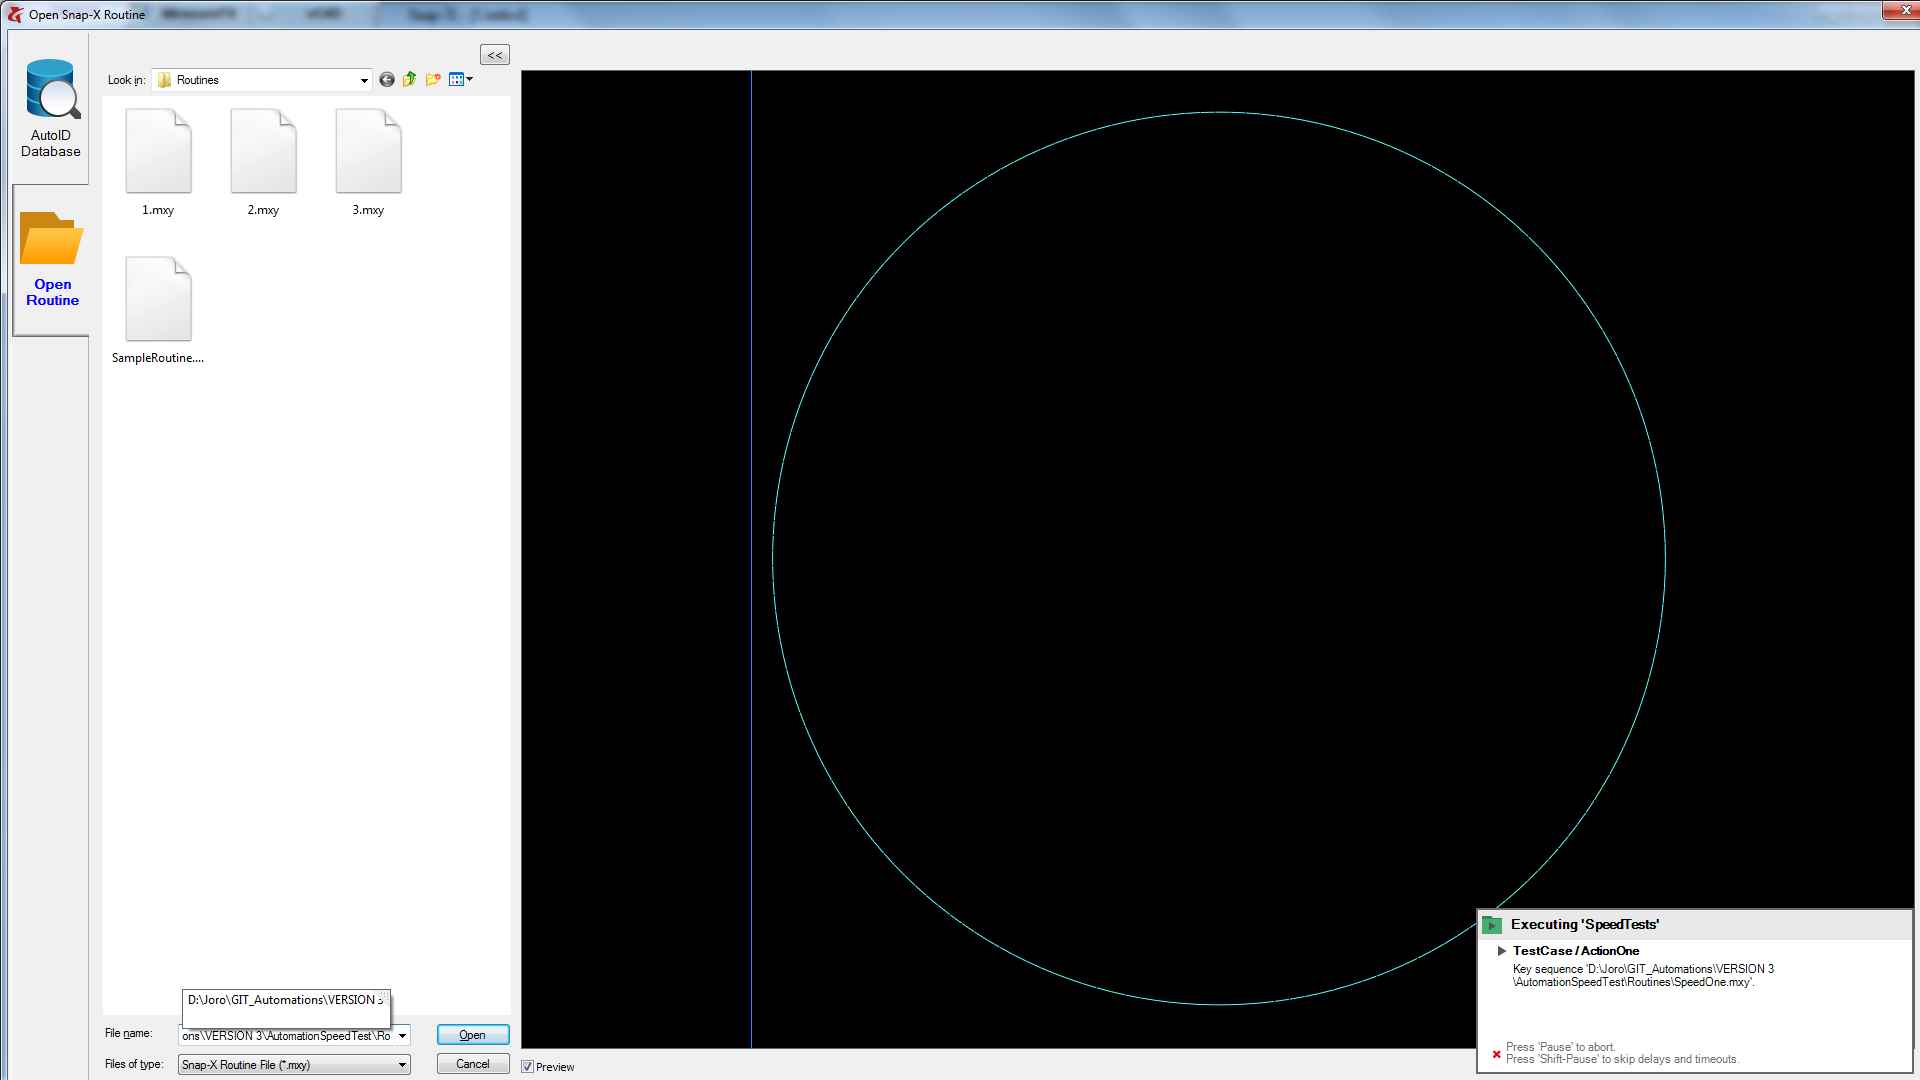 Open Snap-X Routine
<<
Look in:
Routines
AutoID
Database
Open
Routine
1.mxy
2.mxy
3.mxy
SampleRoutine....
D:\Joro\GIT_Automations\VERSION 3
File name:
ons\VERSION 3\AutomationSpeedTest\Ro
Open
Files of type:
Snap-X Routine File (*.mxy)
Cancel
Preview
Executing 'SpeedTests'
TestCase / ActionOne
Key sequence 'D:\Joro\GIT_Automations\VERSION 3
\AutomationSpeedTest\Routines\SpeedOne.mxy'.
Press 'Pause' to abort.
Press 'Shift-Pause' to skip delays and timeouts.